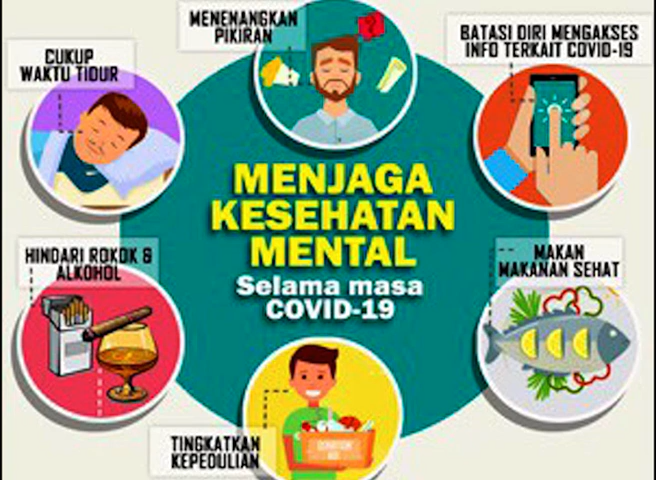 MENENANGKAN
PIKIRAN
CUKUP
WAKTU TIDUR
BATASI DIRI MENGAKSES
INFO TERKAIT COVID-19
MENJAGA
KESEHATAN
MENTAL
Selama masa
COVID-19
HINDARI ROKOK &
ALKOHOL
MAKAN
MAKANAN SEHAT
TINGKATKAN
KEPEDULIAN
?